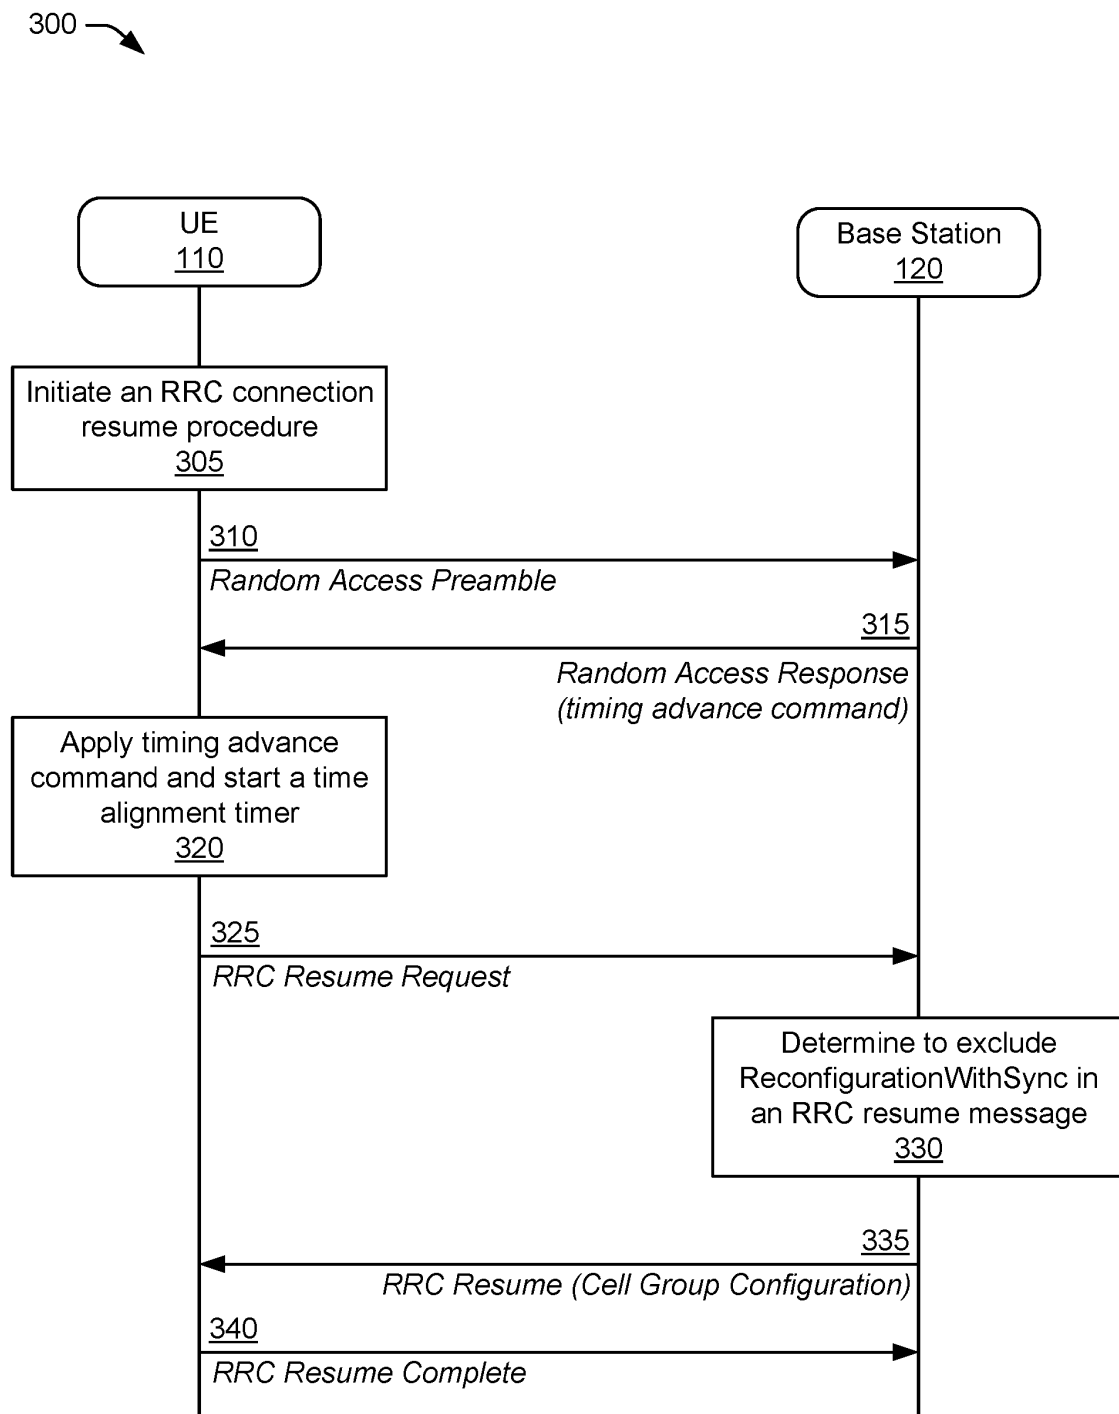 300
UE
110
Base Station
120
Initiate an RRC connection
resume procedure
305
310
Random Access Preamble
315
Random Access Response
(timing advance command)
Apply timing advance
command and start a time
alignment timer
320
325
RRC Resume Request
Determine to exclude
ReconfigurationWithSync in
an RRC resume message
330
335
RRC Resume (Cell Group Configuration)
340
RRC Resume Complete